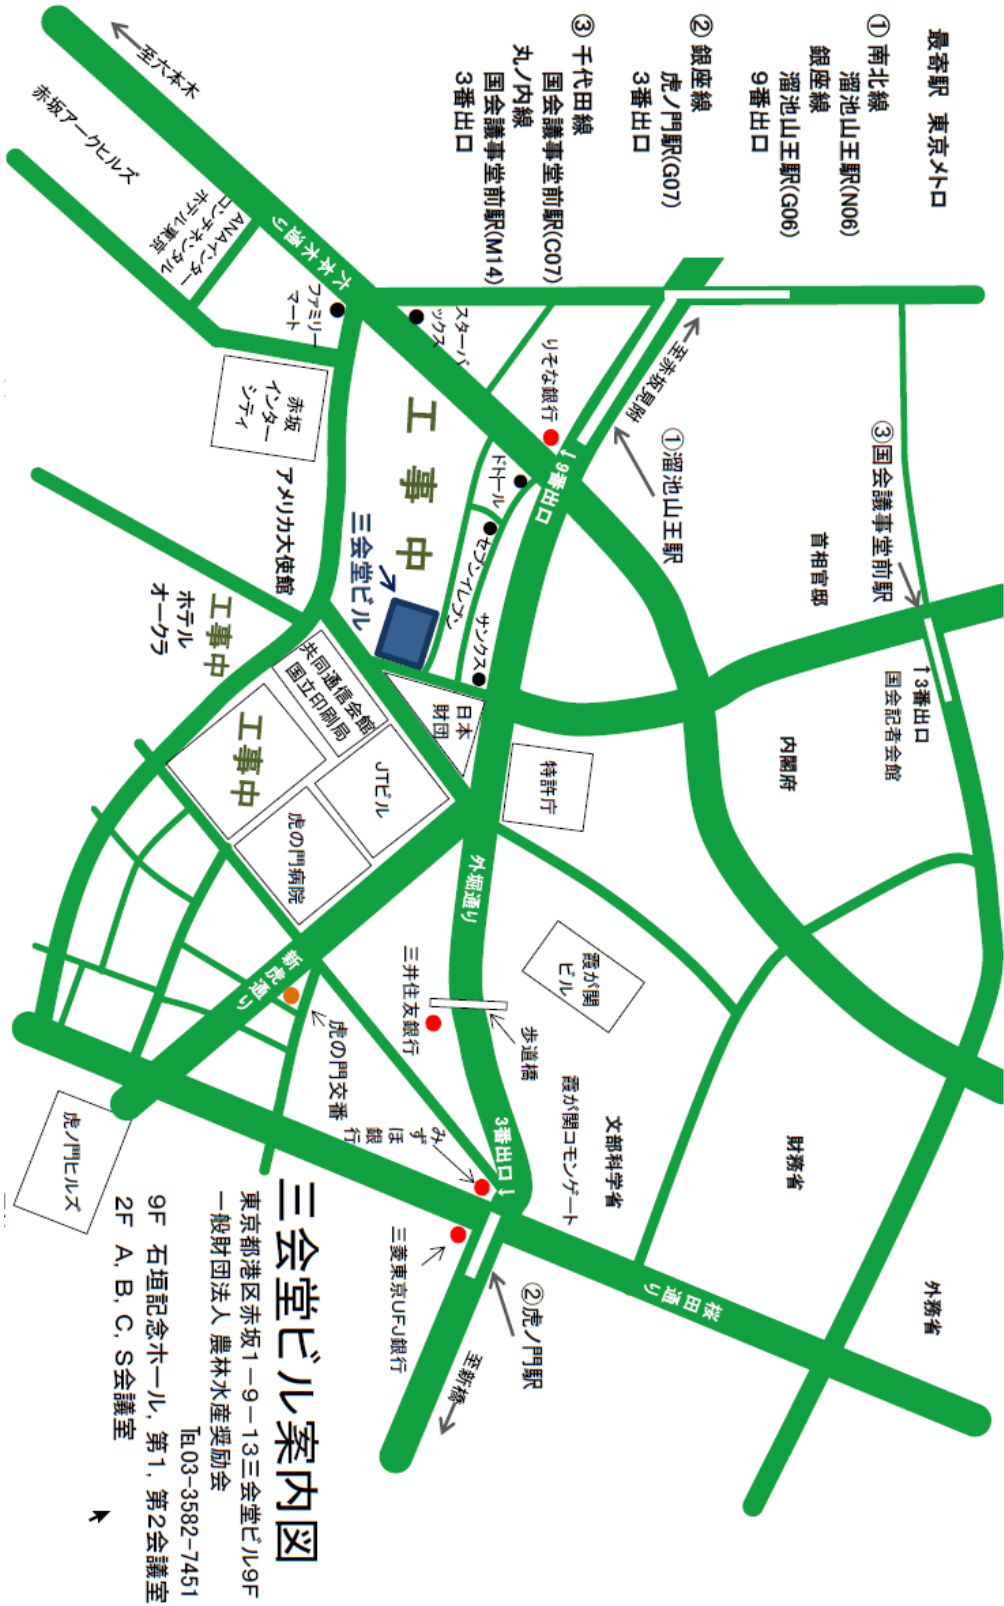 最寄駅 東京メトロ
① 南北線
溜池山王駅(N06)
銀座線
溜池山王駅(G06)
9番出口
② 銀座線
虎ノ門駅(G07)
3番出口
③ 千代田線
国会議事堂前駅(C07)
丸ノ内線
国会議事堂前駅(M14)
3番出口
③国会議事堂前駅
↑3番出口
国会記者会館
首相官邸
内閣府
外務省
財務省
文部科学省
霞が関コモンゲート
①溜池山王駅
至赤坂見附
りそな銀行
↑9番出口
スターバ
ックス
ドトール
セブンイレブン
サンクス
六本木通り
至六本木
赤坂アークヒルズ
ANAインター
コンチネンタル
ホテル東京
ファミリー
マート
赤坂
インター
シティ
工事中
三会堂ビル
アメリカ大使館
ホテル
オークラ
工事中
共同通信会館
国立印刷局
工事中
JTビル
虎の門病院
日本
財団
特許庁
外堀通り
霞が関
ビル
歩道橋
三井住友銀行
新虎通り
虎の門交番
みずほ銀行
3番出口↓
桜田通り
②虎ノ門駅
三菱東京UFJ銀行
至新橋
虎ノ門ヒルズ
三会堂ビル案内図
東京都港区赤坂1-9-13三会堂ビル9F
一般財団法人 農林水産奨励会
TEL03-3582-7451
9F 石垣記念ホール, 第1, 第2会議室
2F A, B, C, S会議室